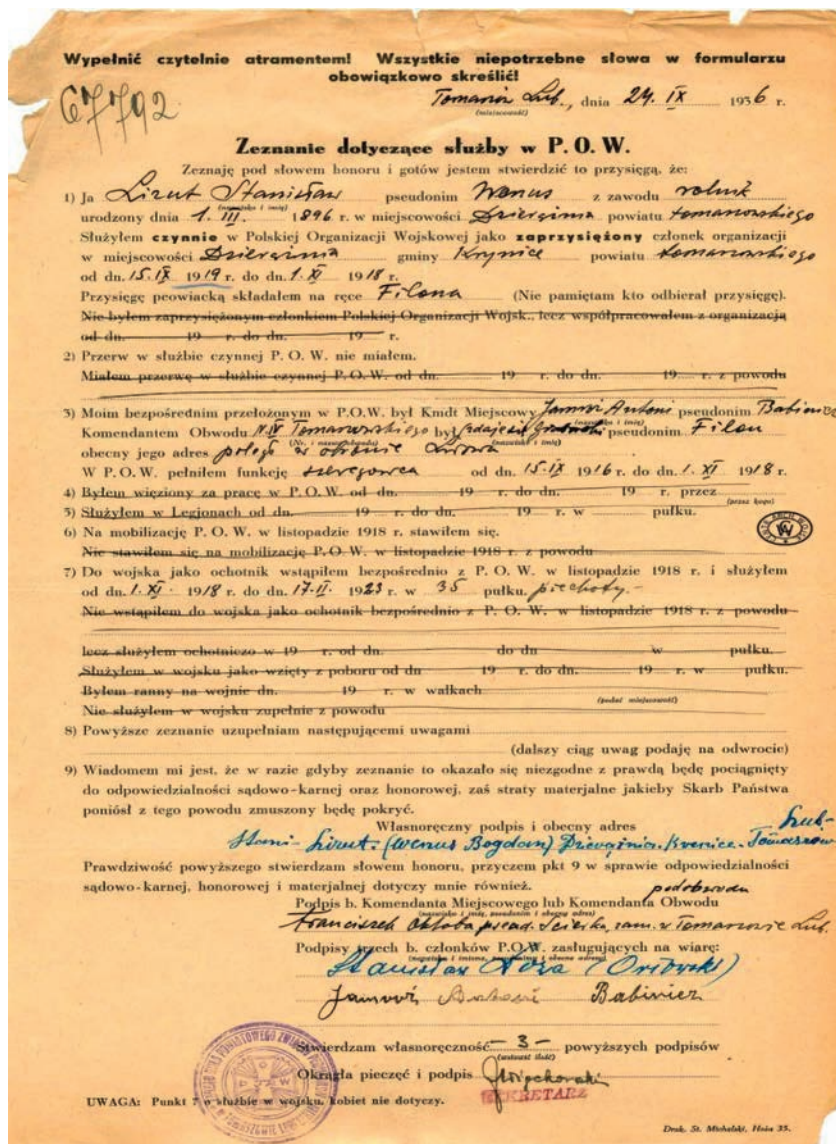 Wypełnić czytelnie atramentem! Wszystkie niepotrzebne słowa w formularzu
obowiązkowo skreślić!
67792
Tomaszów Lub., dnia 24. IX 1936 r.
(miejscowość)
Zeznanie dotyczące służby w P. O. W.
Zeznaję pod słowem honoru i gotów jestem stwierdzić to przysięgą, że:
1) Ja Lizut Stanisław pseudonim Wenus z zawodu rolnik
(nazwisko i imię)
urodzony dnia 1. III. 1896 r. w miejscowości Dzierążnia powiatu tomaszowskiego
Służyłem czynnie w Polskiej Organizacji Wojskowej jako zaprzysiężony członek organizacji
w miejscowości Dzierążnia gminy Krynice powiatu tomaszowskiego
od dn. 15. IX 1919 r. do dn. 1. XI 1918 r.
Przysięgę peowiacką składałem na ręce Filona (Nie pamiętam kto odbierał przysięgę).
Nie byłem zaprzysiężonym członkiem Polskiej Organizacji Wojsk., lecz współpracowałem z organizacją
od dn. 19 r. do dn. 19 r.
2) Przerw w służbie czynnej P. O. W. nie miałem.
Miałem przerwę w służbie czynnej P. O. W. od dn. 19 r. do dn. 19 r. z powodu
3) Moim bezpośrednim przełożonym w P.O.W. był Kmdt Miejscowy Antoni pseudonim Babinicz
(nazwisko i imię)
Komendantem Obwodu Tomaszowskiego był pseudonim Filon
(Nr. i nazwa obwodu) (nazwisko i imię)
obecny jego adres poległ w obronie Lwowa
W P.O.W. pełniłem funkcję szeregowca od dn. 15. IX 1916 r. do dn. 1. XI 1918 r.
4) Byłem więziony za pracę w P. O. W. od dn. 19 r. do dn. 19 r. przez
(przez kogo)
5) Służyłem w Legjonach od dn. 19 r. do dn. 19 r. w pułku.
6) Na mobilizację P. O. W. w listopadzie 1918 r. stawiłem się.
Nie stawiłem się na mobilizację P. O. W. w listopadzie 1918 r. z powodu
7) Do wojska jako ochotnik wstąpiłem bezpośrednio z P. O. W. w listopadzie 1918 r. i służyłem
od dn. 1. XI. 1918 r. do dn. 17. II. 1923 r. w 35 pułku. piechoty.-
Nie wstąpiłem do wojska jako ochotnik bezpośrednio z P. O. W. w listopadzie 1918 r. z powodu
lecz służyłem ochotniczo w 19 r. od dn. do dn w pułku.
Służyłem w wojsku jako wzięty z poboru od dn 19 r. do dn. 19 r. w pułku.
Byłem ranny na wojnie dn. 19 r. w walkach
(podać miejscowość)
Nie służyłem w wojsku zupełnie z powodu
8) Powyższe zeznanie uzupełniam następującemi uwagami
(dalszy ciąg uwag podaję na odwrocie)
9) Wiadomem mi jest, że w razie gdyby zeznanie to okazało się niezgodne z prawdą będę pociągnięty
do odpowiedzialności sądowo-karnej oraz honorowej, zaś straty materjalne jakieby Skarb Państwa
poniósł z tego powodu zmuszony będę pokryć.
Własnoręczny podpis i obecny adres
Lizut. (Wenus Bogdan) Dzierążnia. Krynice. Tomaszów
Prawdziwość powyższego stwierdzam słowem honoru, przyczem pkt 9 w sprawie odpowiedzialności
sądowo-karnej, honorowej i materjalnej dotyczy mnie również.
podobwodu
Podpis b. Komendanta Miejscowego lub Komendanta Obwodu
(nazwisko i imię, pseudonim i obecny adres)
Franciszek pseud. Ścierka, zam. w Tomaszowie Lub.
Podpisy trzech b. członków P.O.W. zasługujących na wiarę:
(nazwiska i imiona, pseudonimy i obecne adresy)
Stanisław (Orłowski)
Babinicz
Stwierdzam własnoręczność - 3 - powyższych podpisów
Okrągła pieczęć i podpis
SEKRETARZ
UWAGA: Punkt 7 o służbie w wojsku, kobiet nie dotyczy.
Druk. St. Michalski, Hoża 35.